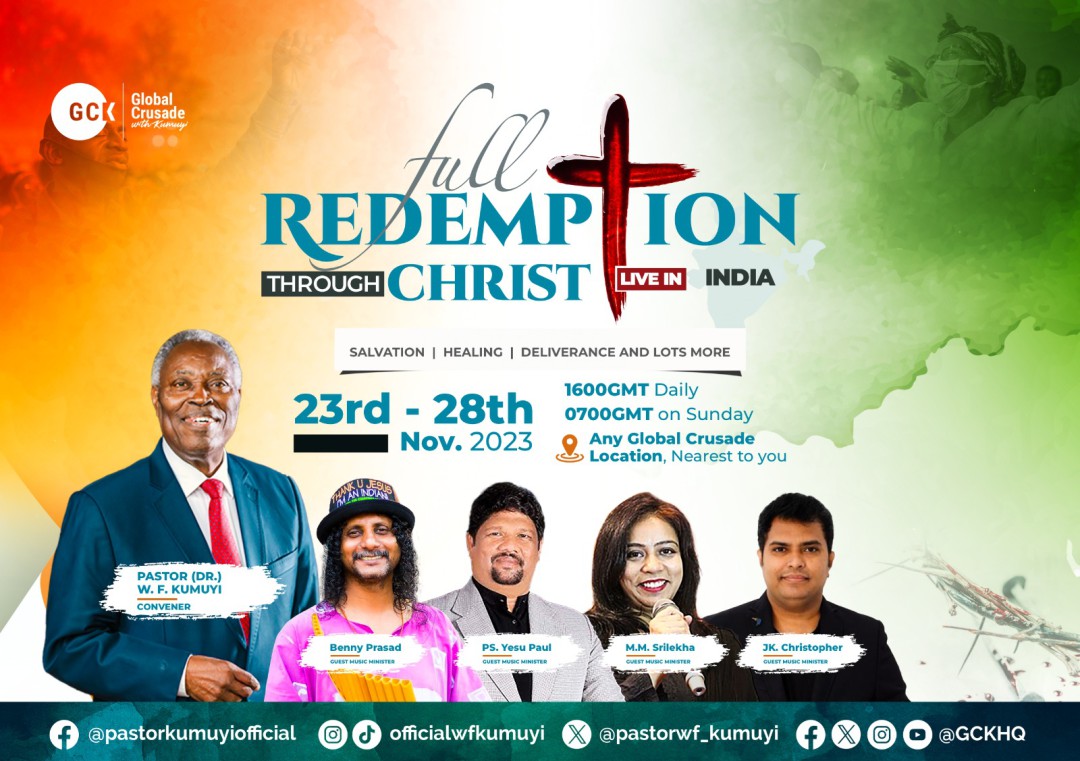 GCK
Global
Crusade
with Kumuyi
full
REDEMPTION
THROUGH CHRIST LIVE IN INDIA
SALVATION | HEALING | DELIVERANCE AND LOTS MORE
23rd - 28th
Nov. 2023
1600GMT Daily
0700GMT on Sunday
Any Global Crusade
Location, Nearest to you
THANK U JESUS
I'M AN INDIAN!
PASTOR (DR.)
W. F. KUMUYI
CONVENER
Benny Prasad
GUEST MUSIC MINISTER
PS. Yesu Paul
GUEST MUSIC MINISTER
M.M. Srilekha
GUEST MUSIC MINISTER
JK. Christopher
GUEST MUSIC MINISTER
@pastorkumuyiofficial officialwfkumuyi @pastorwf_kumuyi @GCKHQ